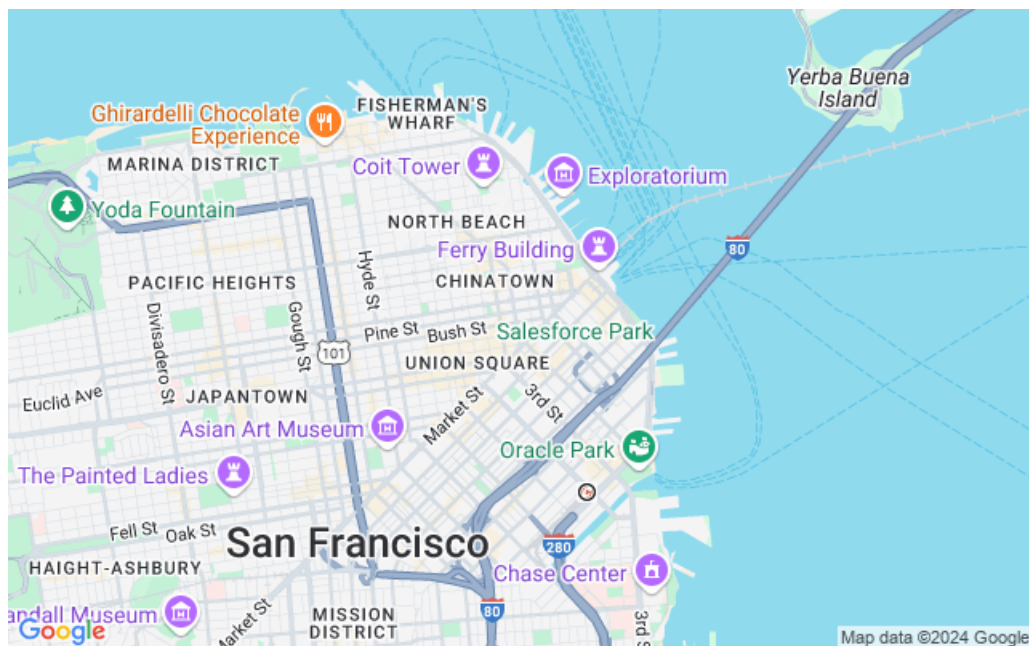 Yerba Buena
Island
Ghirardelli Chocolate
Experience
FISHERMAN'S
WHARF
MARINA DISTRICT
Coit Tower
Exploratorium
Yoda Fountain
NORTH BEACH
Ferry Building
80
PACIFIC HEIGHTS
Hyde St
CHINATOWN
Divisadero St
Gough St
Pine St
Bush St
Salesforce Park
101
UNION SQUARE
Euclid Ave
JAPANTOWN
Market St
3rd St
Asian Art Museum
Oracle Park
The Painted Ladies
Fell St
Oak St
San Francisco
280
HAIGHT-ASHBURY
Chase Center
andall Museum
80
MISSION
DISTRICT
Market St
3rd St
Google
Map data ©2024 Google